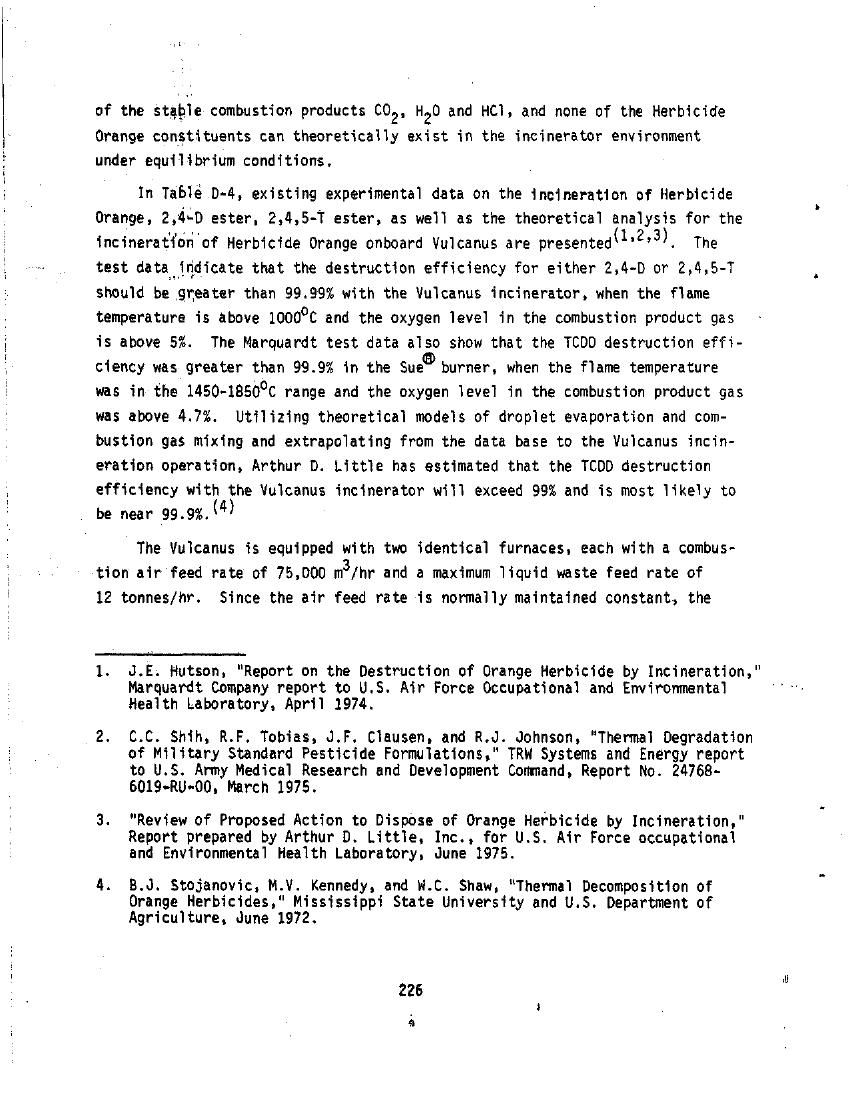 of the stable combustion products CO2, H2O and HCl, and none of the Herbicide
Orange constituents can theoretically exist in the incinerator environment
under equilibrium conditions.
In Table D-4, existing experimental data on the incineration of Herbicide
Orange, 2,4-D ester, 2,4,5-T ester, as well as the theoretical analysis for the
incineration of Herbicide Orange onboard Vulcanus are presented(1,2,3). The
test data indicate that the destruction efficiency for either 2,4-D or 2,4,5-T
should be greater than 99.99% with the Vulcanus incinerator, when the flame
temperature is above 1000°C and the oxygen level in the combustion product gas
is above 5%. The Marquardt test data also show that the TCDD destruction effi-
ciency was greater than 99.9% in the Sue® burner, when the flame temperature
was in the 1450-1850°C range and the oxygen level in the combustion product gas
was above 4.7%. Utilizing theoretical models of droplet evaporation and com-
bustion gas mixing and extrapolating from the data base to the Vulcanus incin-
eration operation, Arthur D. Little has estimated that the TCDD destruction
efficiency with the Vulcanus incinerator will exceed 99% and is most likely to
be near 99.9%.(4)
The Vulcanus is equipped with two identical furnaces, each with a combus-
tion air feed rate of 75,000 m3/hr and a maximum liquid waste feed rate of
12 tonnes/hr. Since the air feed rate is normally maintained constant, the
1. J.E. Hutson, "Report on the Destruction of Orange Herbicide by Incineration,"
Marquardt Company report to U.S. Air Force Occupational and Environmental
Health Laboratory, April 1974.
2. C.C. Shih, R.F. Tobias, J.F. Clausen, and R.J. Johnson, "Thermal Degradation
of Military Standard Pesticide Formulations," TRW Systems and Energy report
to U.S. Army Medical Research and Development Command, Report No. 24768-
6019-RU-00, March 1975.
3. "Review of Proposed Action to Dispose of Orange Herbicide by Incineration,"
Report prepared by Arthur D. Little, Inc., for U.S. Air Force occupational
and Environmental Health Laboratory, June 1975.
4. B.J. Stojanovic, M.V. Kennedy, and W.C. Shaw, "Thermal Decomposition of
Orange Herbicides," Mississippi State University and U.S. Department of
Agriculture, June 1972.
226